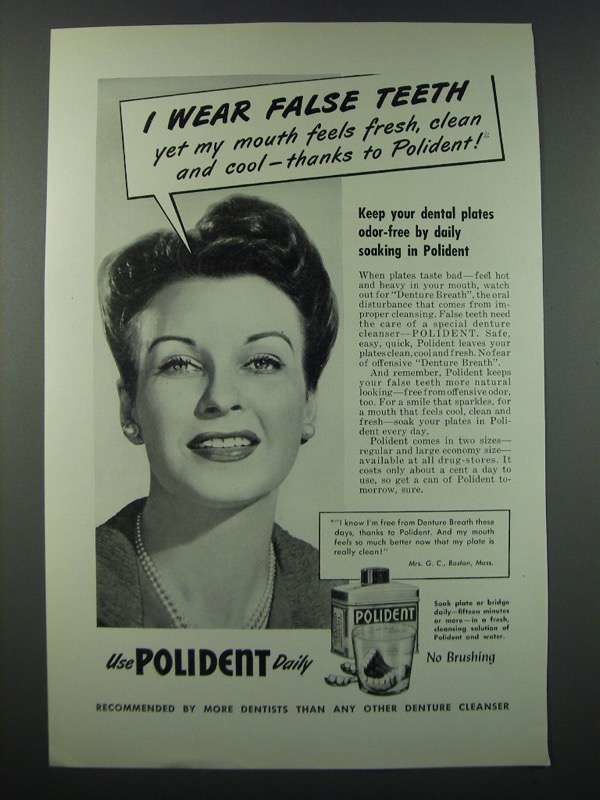 I WEAR FALSE TEETH
yet my mouth feels fresh, clean
and cool—thanks to Polident!*
Keep your dental plates
odor-free by daily
soaking in Polident
When plates taste bad—feel hot
and heavy in your mouth, watch
out for "Denture Breath", the oral
disturbance that comes from im-
proper cleansing. False teeth need
the care of a special denture
cleanser—POLIDENT. Safe,
easy, quick, Polident leaves your
plates clean, cool and fresh. No fear
of offensive "Denture Breath".
And remember, Polident keeps
your false teeth more natural
looking—free from offensive odor,
too. For a smile that sparkles, for
a mouth that feels cool, clean and
fresh—soak your plates in Poli-
dent every day.
Polident comes in two sizes—
regular and large economy size—
available at all drug-stores. It
costs only about a cent a day to
use, so get a can of Polident to-
morrow, sure.
*"I know I'm free from Denture Breath these
days, thanks to Polident. And my mouth
feels so much better now that my plate is
really clean!"
Mrs. G. C., Boston, Mass.
POLIDENT
Soak plate or bridge
daily—fifteen minutes
or more—in a fresh,
cleansing solution of
Polident and water.
No Brushing
Use POLIDENT Daily
RECOMMENDED BY MORE DENTISTS THAN ANY OTHER DENTURE CLEANSER